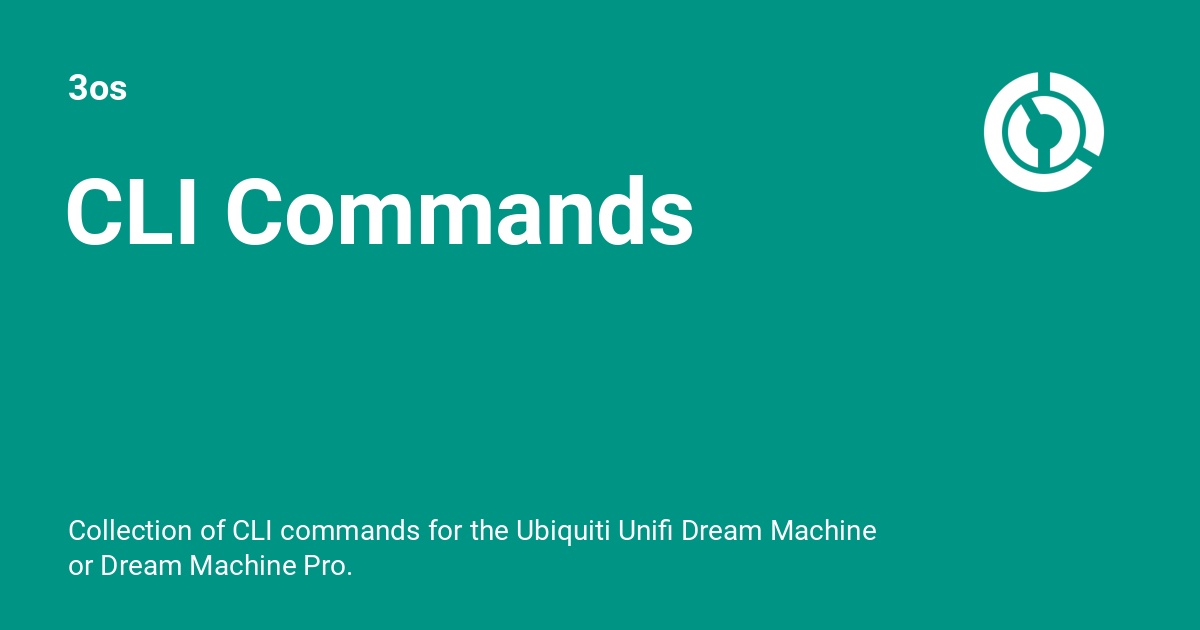 3os
CLI Commands
Collection of CLI commands for the Ubiquiti Unifi Dream Machine
or Dream Machine Pro.